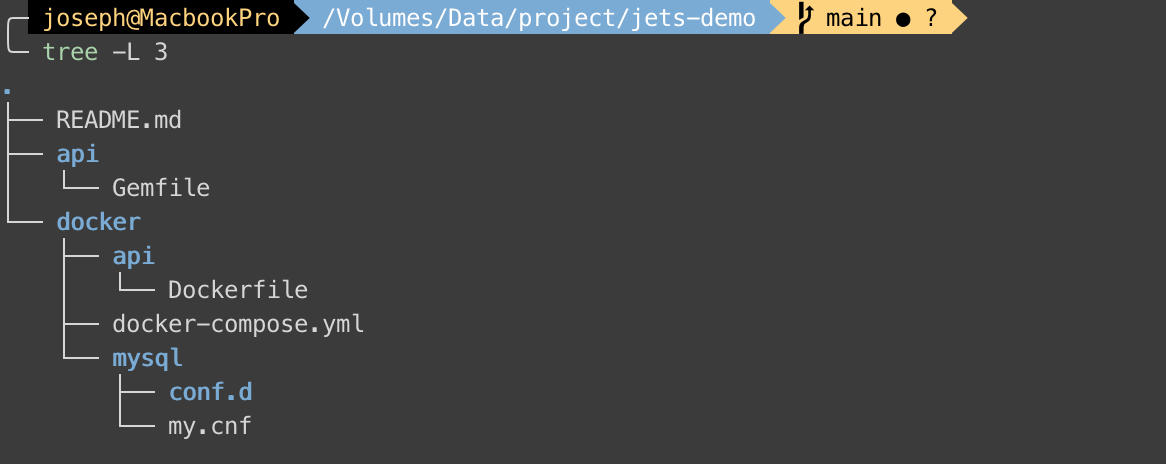 joseph@MacbookPro /Volumes/Data/project/jets-demo main ● ?
tree -L 3
.
├── README.md
├── api
│   └── Gemfile
└── docker
    ├── api
    │   └── Dockerfile
    ├── docker-compose.yml
    └── mysql
        ├── conf.d
        └── my.cnf